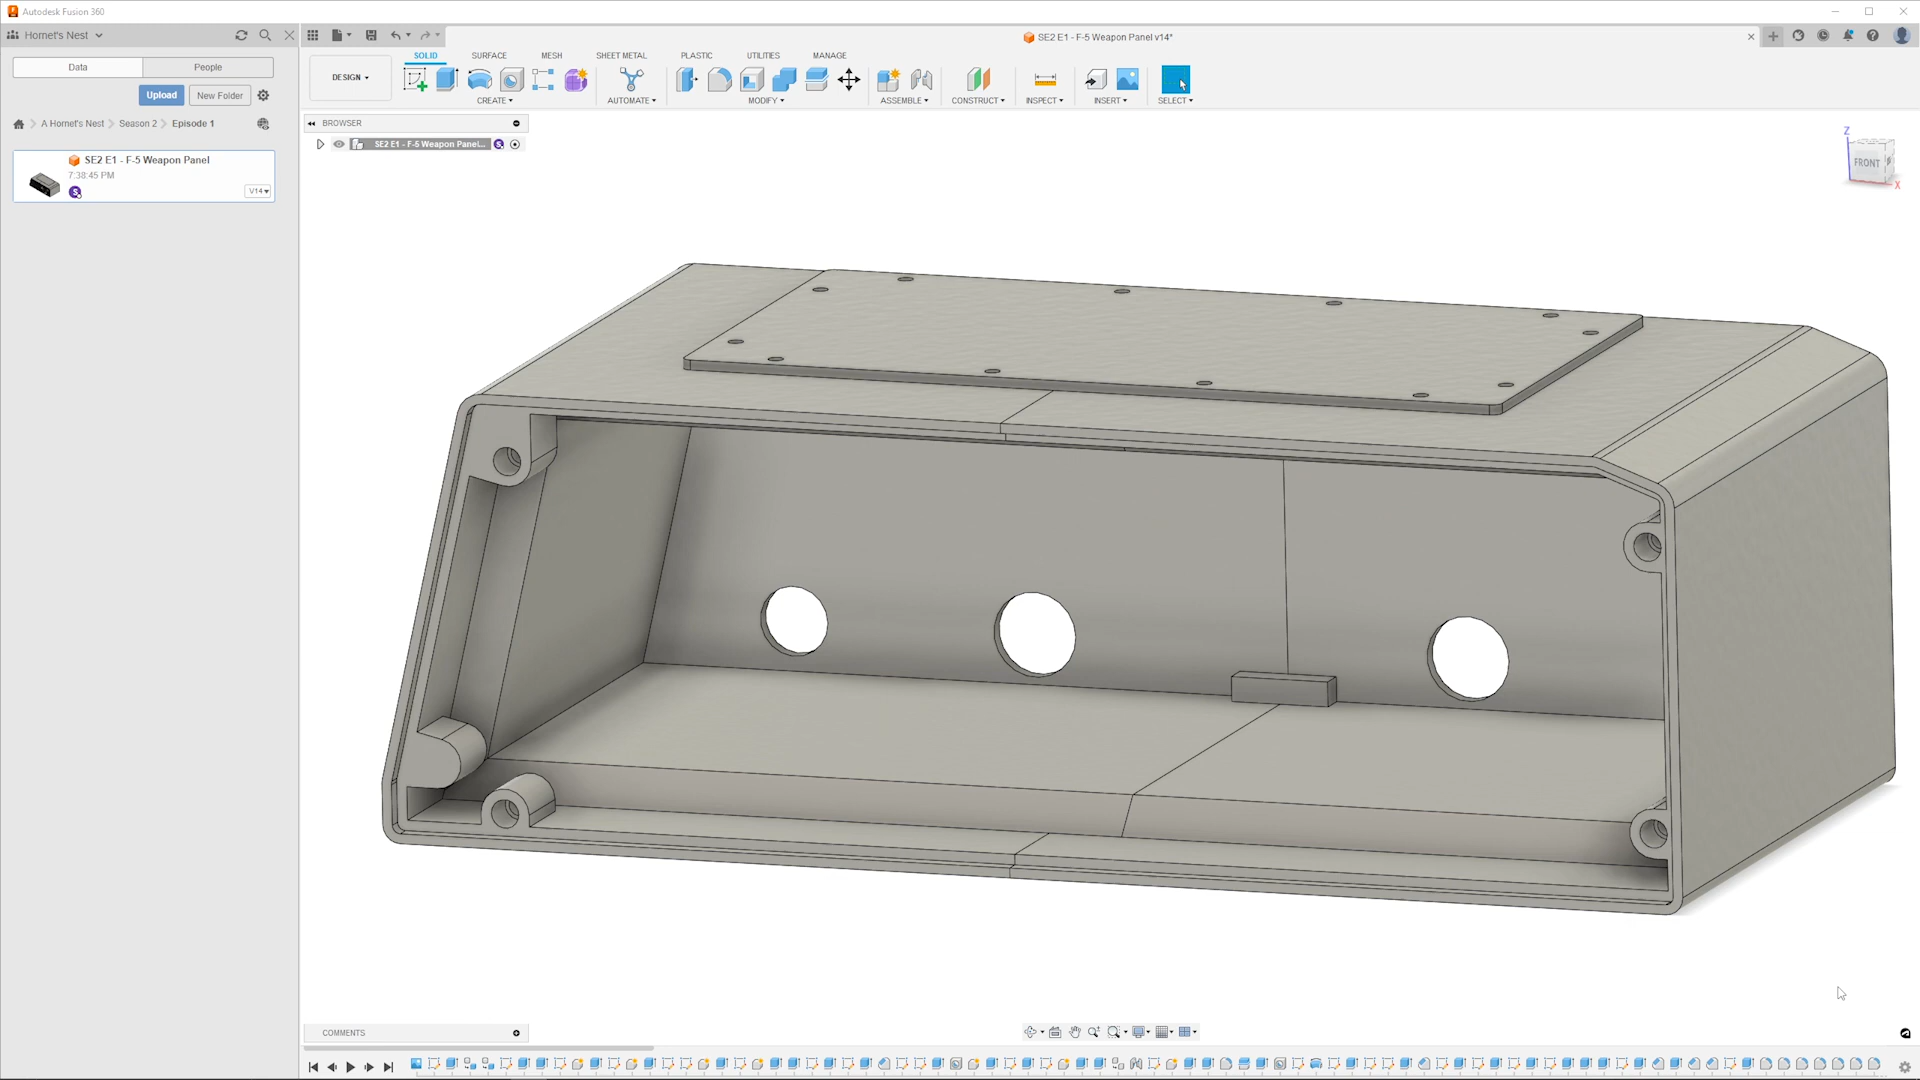 Autodesk Fusion 360
Hornet's Nest
SE2 E1 - F-5 Weapon Panel v14*
Data
People
Upload
New Folder
A Hornet's Nest
Season 2
Episode 1
SE2 E1 - F-5 Weapon Panel
7:38:45 PM
S
V14
DESIGN
SOLID
SURFACE
MESH
SHEET METAL
PLASTIC
UTILITIES
MANAGE
CREATE
AUTOMATE
MODIFY
ASSEMBLE
CONSTRUCT
INSPECT
INSERT
SELECT
BROWSER
SE2 E1 - F-5 Weapon Panel...
S
Z
FRONT
X
COMMENTS